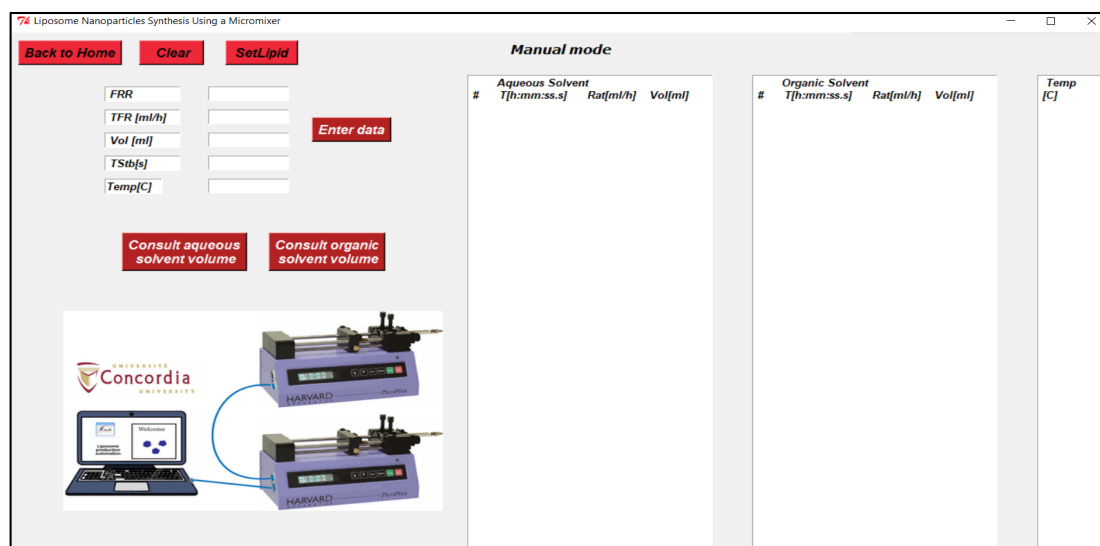 Liposome Nanoparticles Synthesis Using a Micromixer
Back to Home Clear SetLipid
Manual mode
FRR
TFR [ml/h]
Vol [ml]
TStb[s]
Temp[C]
Enter data
Consult aqueous
solvent volume
Consult organic
solvent volume
Aqueous Solvent
# T[h:mm:ss.s] Rat[ml/h] Vol[ml]
Organic Solvent
# T[h:mm:ss.s] Rat[ml/h] Vol[ml]
Temp
[C]
UNIVERSITÉ
Concordia
UNIVERSITY
Welcome
Liposome
production
automation
HARVARD
PicoPlus
HARVARD
PicoPlus